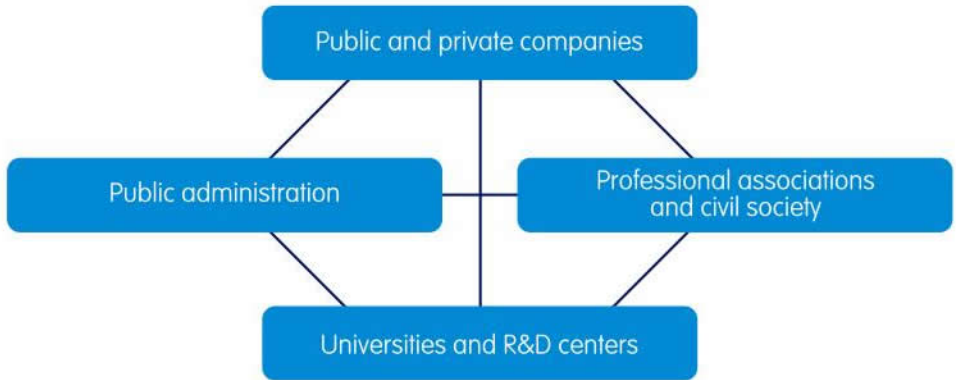 Public and private companies
Public administration
Professional associations
and civil society
Universities and R&D centers